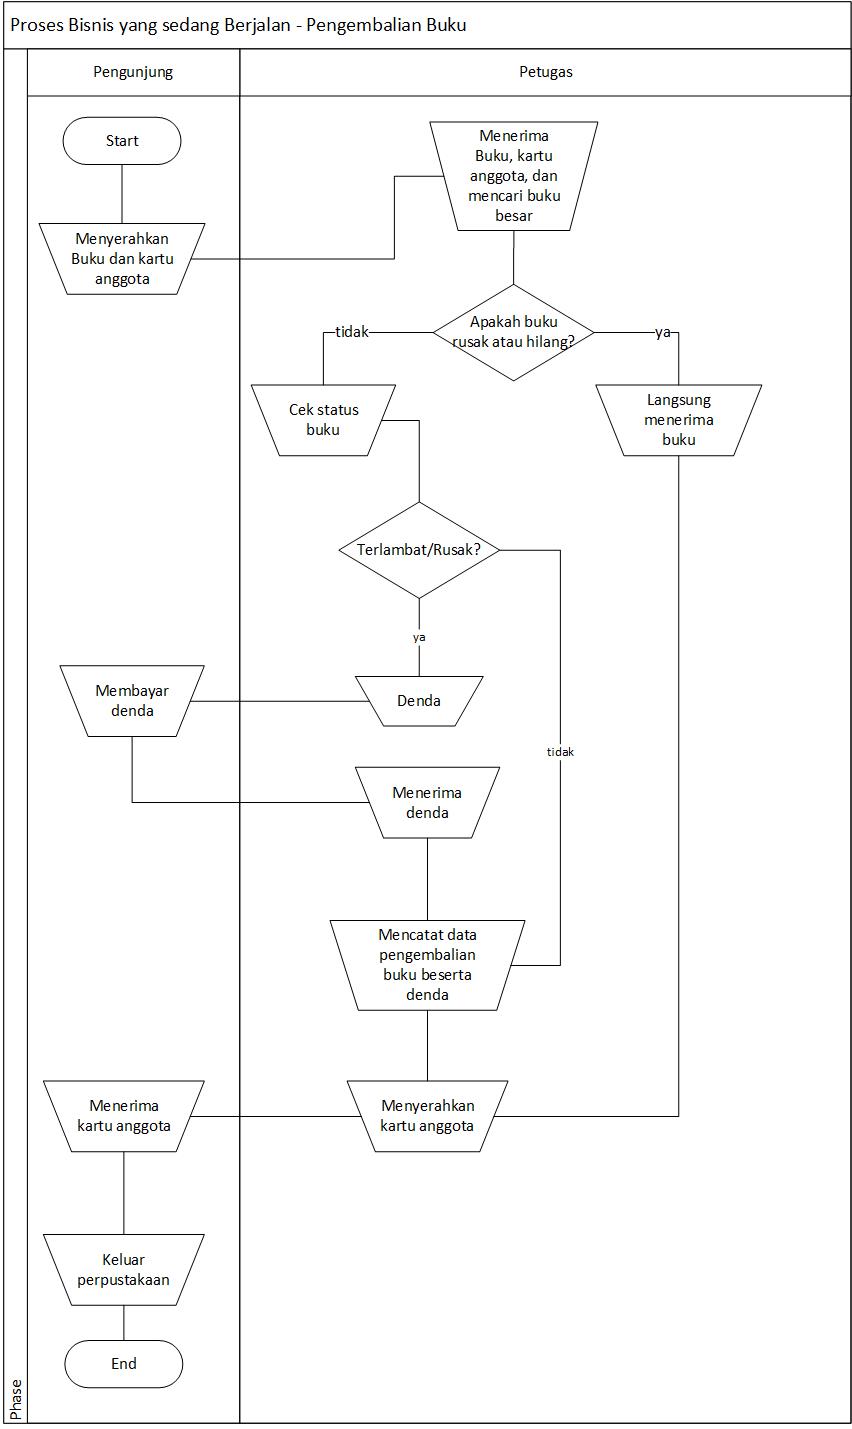 Proses Bisnis yang sedang Berjalan - Pengembalian Buku
Pengunjung
Petugas
Start
Menerima
Buku, kartu
anggota, dan
mencari buku
besar
Menyerahkan
Buku dan kartu
anggota
Apakah buku
rusak atau hilang?
tidak
ya
Cek status
buku
Langsung
menerima
buku
Terlambat/Rusak?
ya
Membayar
denda
Denda
tidak
Menerima
denda
Mencatat data
pengembalian
buku beserta
denda
Menerima
kartu anggota
Menyerahkan
kartu anggota
Keluar
perpustakaan
End
Phase